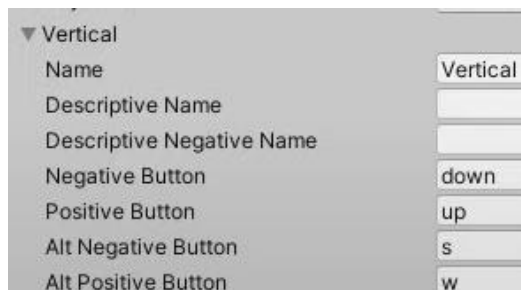 Vertical
Name Vertical
Descriptive Name
Descriptive Negative Name
Negative Button down
Positive Button up
Alt Negative Button s
Alt Positive Button w